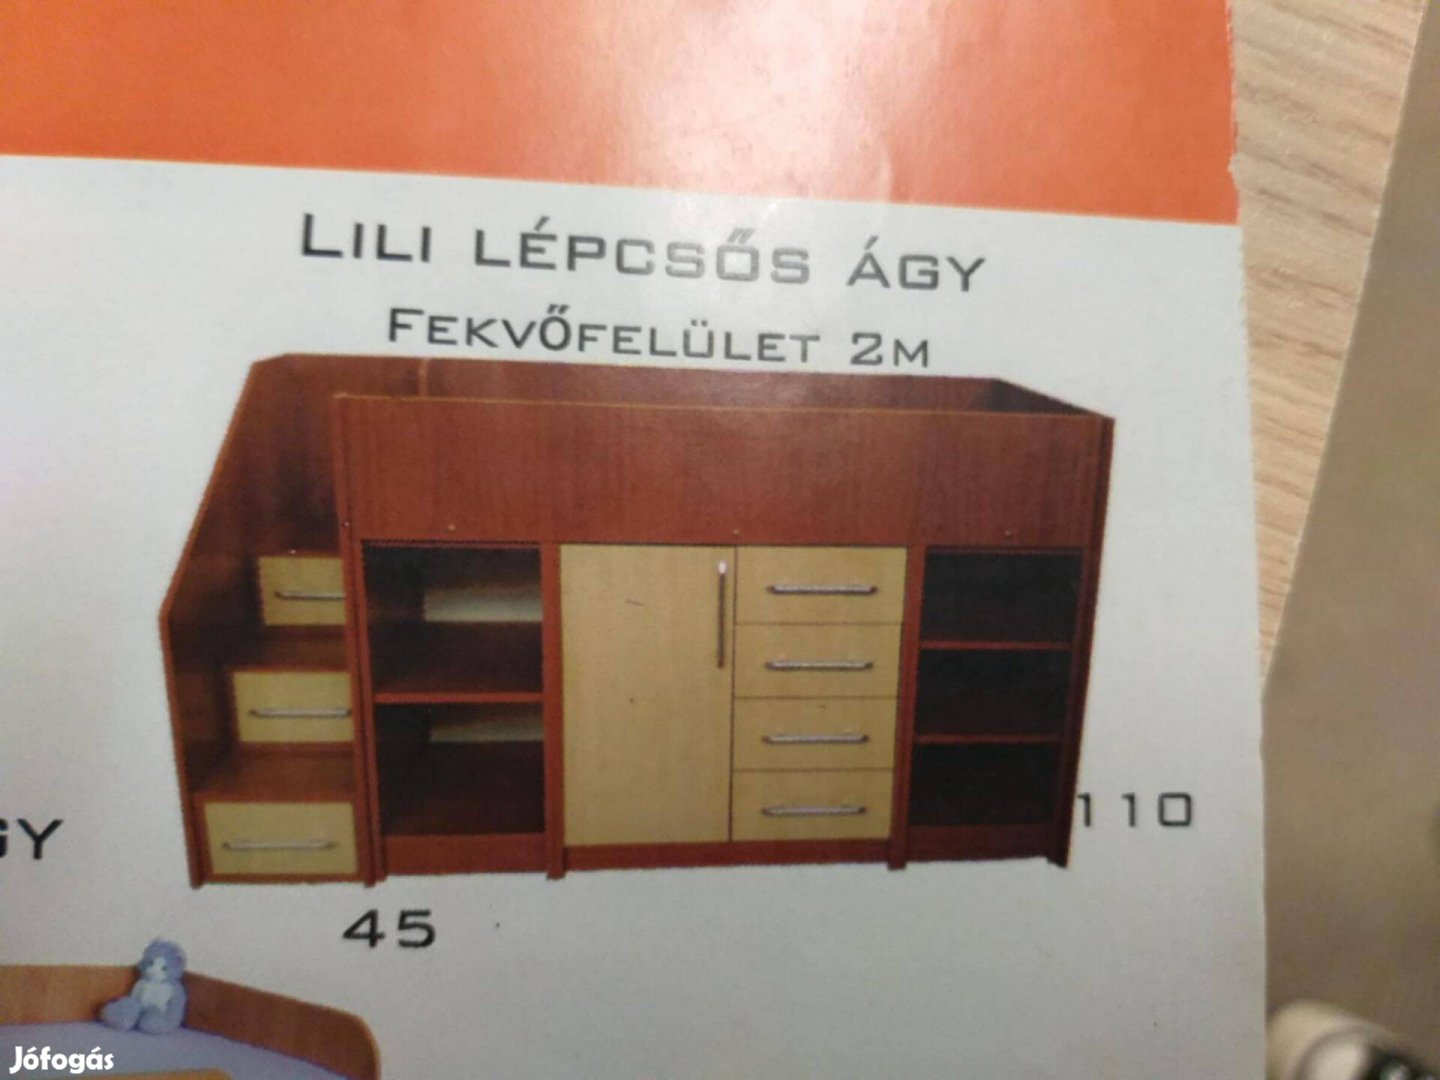 LILI LÉPCSŐS ÁGY
FEKVŐFELÜLET 2M
110
GY
45
Jófogás